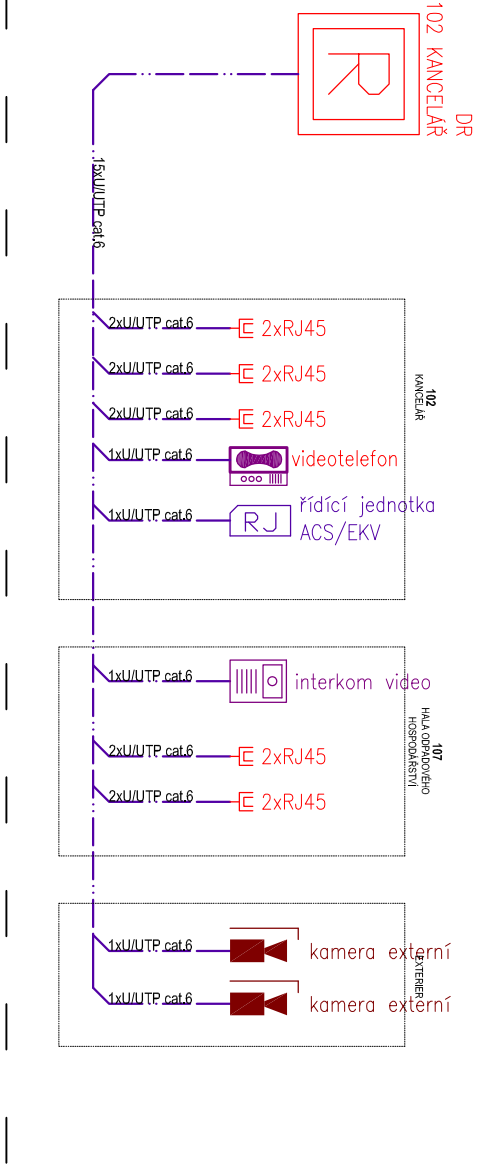 DR
102 KANCELÁŘ
R
15xU/UTP cat.6
102
KANCELÁŘ
2xU/UTP cat.6
2xRJ45
2xU/UTP cat.6
2xRJ45
2xU/UTP cat.6
2xRJ45
1xU/UTP cat.6
videotelefon
1xU/UTP cat.6
RJ
řídící jednotka
ACS/EKV
107
HALA ODPADOVÉHO
HOSPODÁŘSTVÍ
1xU/UTP cat.6
interkom video
2xU/UTP cat.6
2xRJ45
2xU/UTP cat.6
2xRJ45
EXTERIER
1xU/UTP cat.6
kamera externí
1xU/UTP cat.6
kamera externí